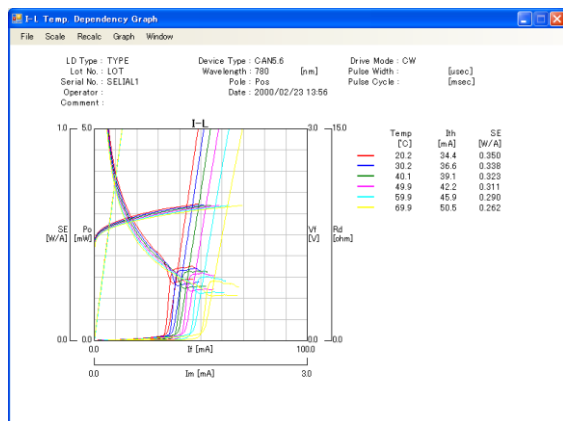 I-L Temp. Dependency Graph
File Scale Recalc Graph Window
LD Type : TYPE Device Type : CAN5.6 Drive Mode : CW
Lot No. : LOT Wavelength : 780 [nm] Pulse Width : [μsec]
Serial No. : SELIAL1 Pole : Pos Pulse Cycle : [msec]
Operator : Date : 2000/02/23 13:56
Comment :
I-L
1.0 5.0 3.0 15.0
Temp Ith SE
[℃] [mA] [W/A]
20.2 34.4 0.350
30.2 36.6 0.338
40.1 39.1 0.323
49.9 42.2 0.311
59.9 45.9 0.290
69.9 50.5 0.262
SE Po Vf Rd
[W/A] [mW] [V] [ohm]
0.0 0.0 0.0 0.0
0.0 If [mA] 100.0
0.0 Im [mA] 3.0